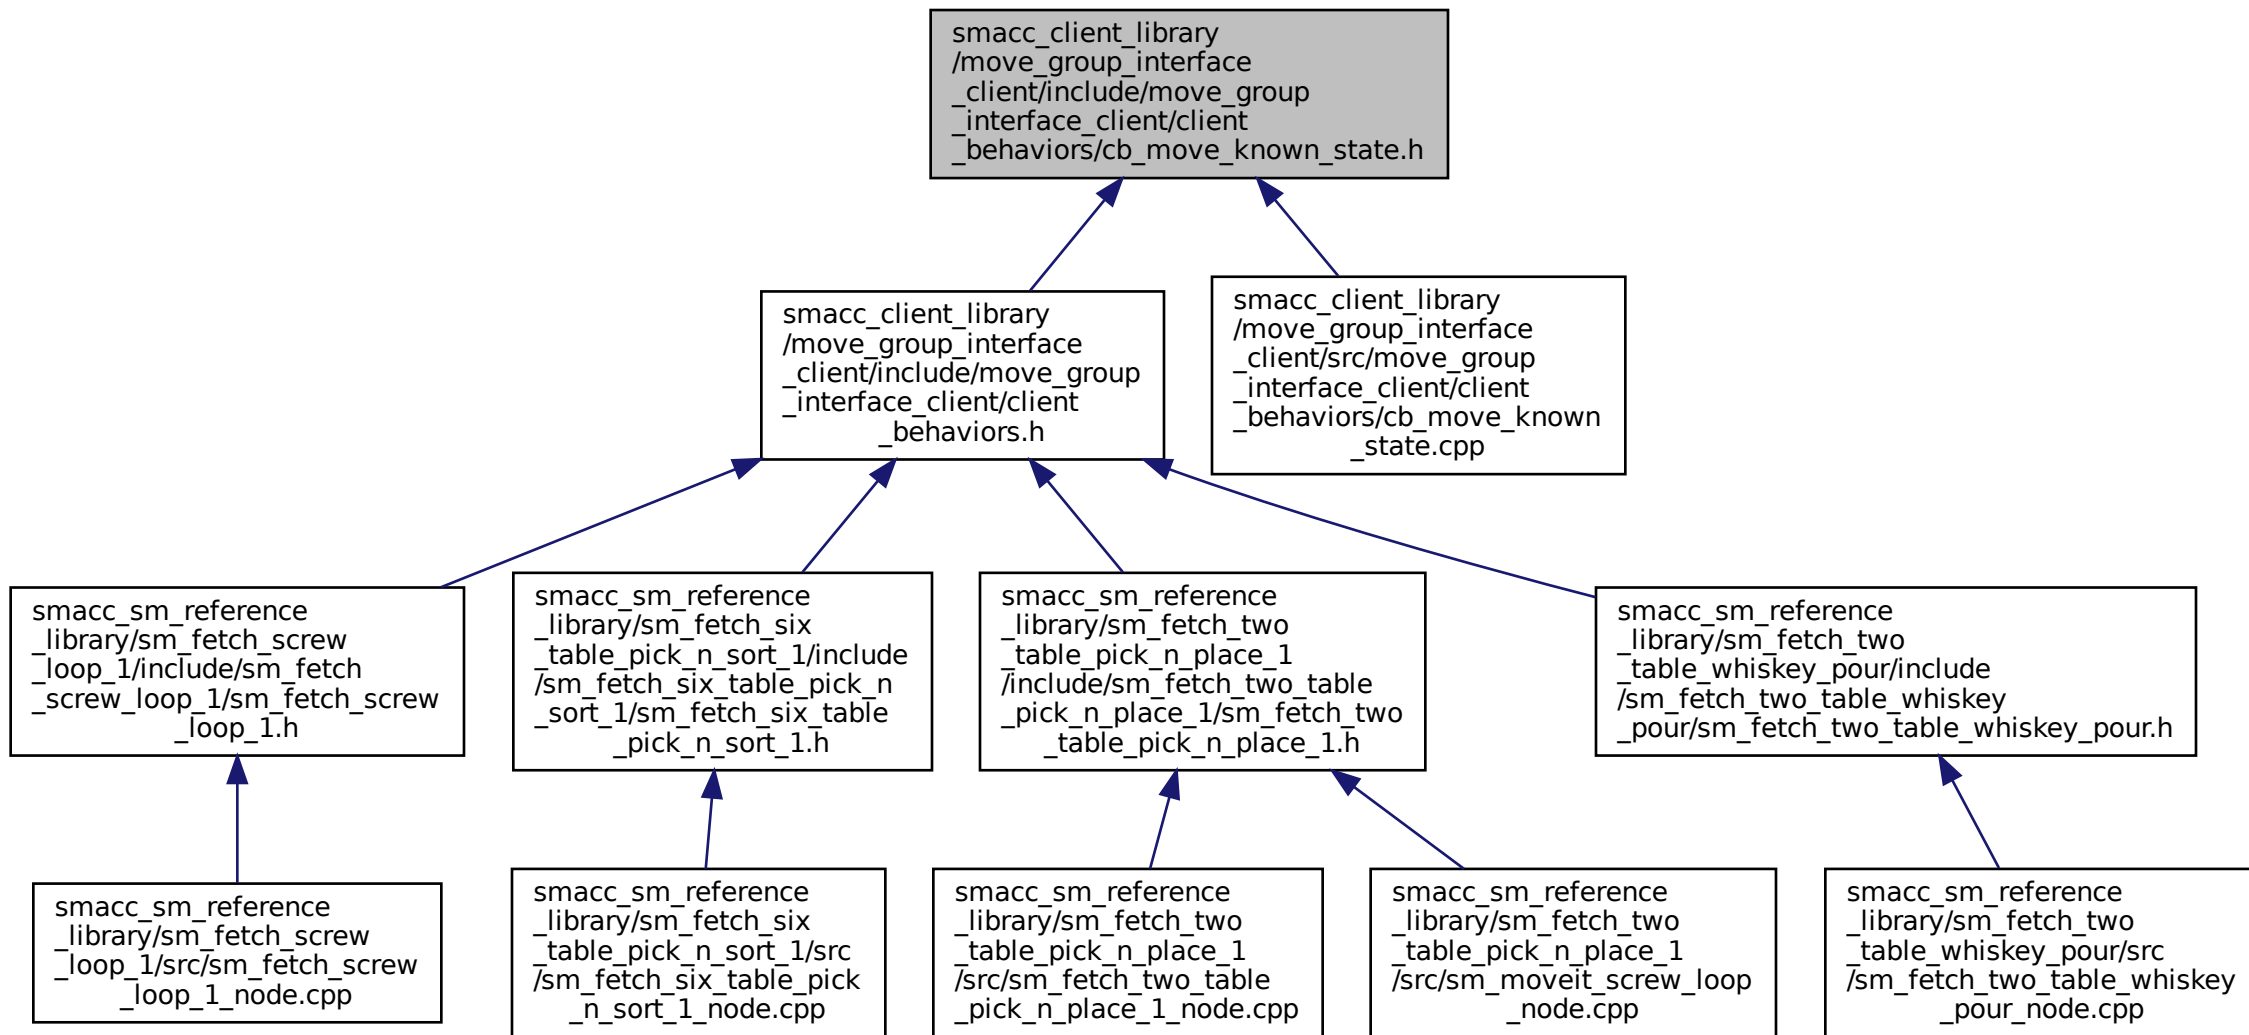 smacc_client_library
/move_group_interface
_client/include/move_group
_interface_client/client
_behaviors/cb_move_known_state.h
smacc_client_library
/move_group_interface
_client/include/move_group
_interface_client/client
_behaviors.h
smacc_client_library
/move_group_interface
_client/src/move_group
_interface_client/client
_behaviors/cb_move_known
_state.cpp
smacc_sm_reference
_library/sm_fetch_screw
_loop_1/include/sm_fetch
_screw_loop_1/sm_fetch_screw
_loop_1.h
smacc_sm_reference
_library/sm_fetch_six
_table_pick_n_sort_1/include
/sm_fetch_six_table_pick_n
_sort_1/sm_fetch_six_table
_pick_n_sort_1.h
smacc_sm_reference
_library/sm_fetch_two
_table_pick_n_place_1
/include/sm_fetch_two_table
_pick_n_place_1/sm_fetch_two
_table_pick_n_place_1.h
smacc_sm_reference
_library/sm_fetch_two
_table_whiskey_pour/include
/sm_fetch_two_table_whiskey
_pour/sm_fetch_two_table_whiskey_pour.h
smacc_sm_reference
_library/sm_fetch_screw
_loop_1/src/sm_fetch_screw
_loop_1_node.cpp
smacc_sm_reference
_library/sm_fetch_six
_table_pick_n_sort_1/src
/sm_fetch_six_table_pick
_n_sort_1_node.cpp
smacc_sm_reference
_library/sm_fetch_two
_table_pick_n_place_1
/src/sm_fetch_two_table
_pick_n_place_1_node.cpp
smacc_sm_reference
_library/sm_fetch_two
_table_pick_n_place_1
/src/sm_moveit_screw_loop
_node.cpp
smacc_sm_reference
_library/sm_fetch_two
_table_whiskey_pour/src
/sm_fetch_two_table_whiskey
_pour_node.cpp